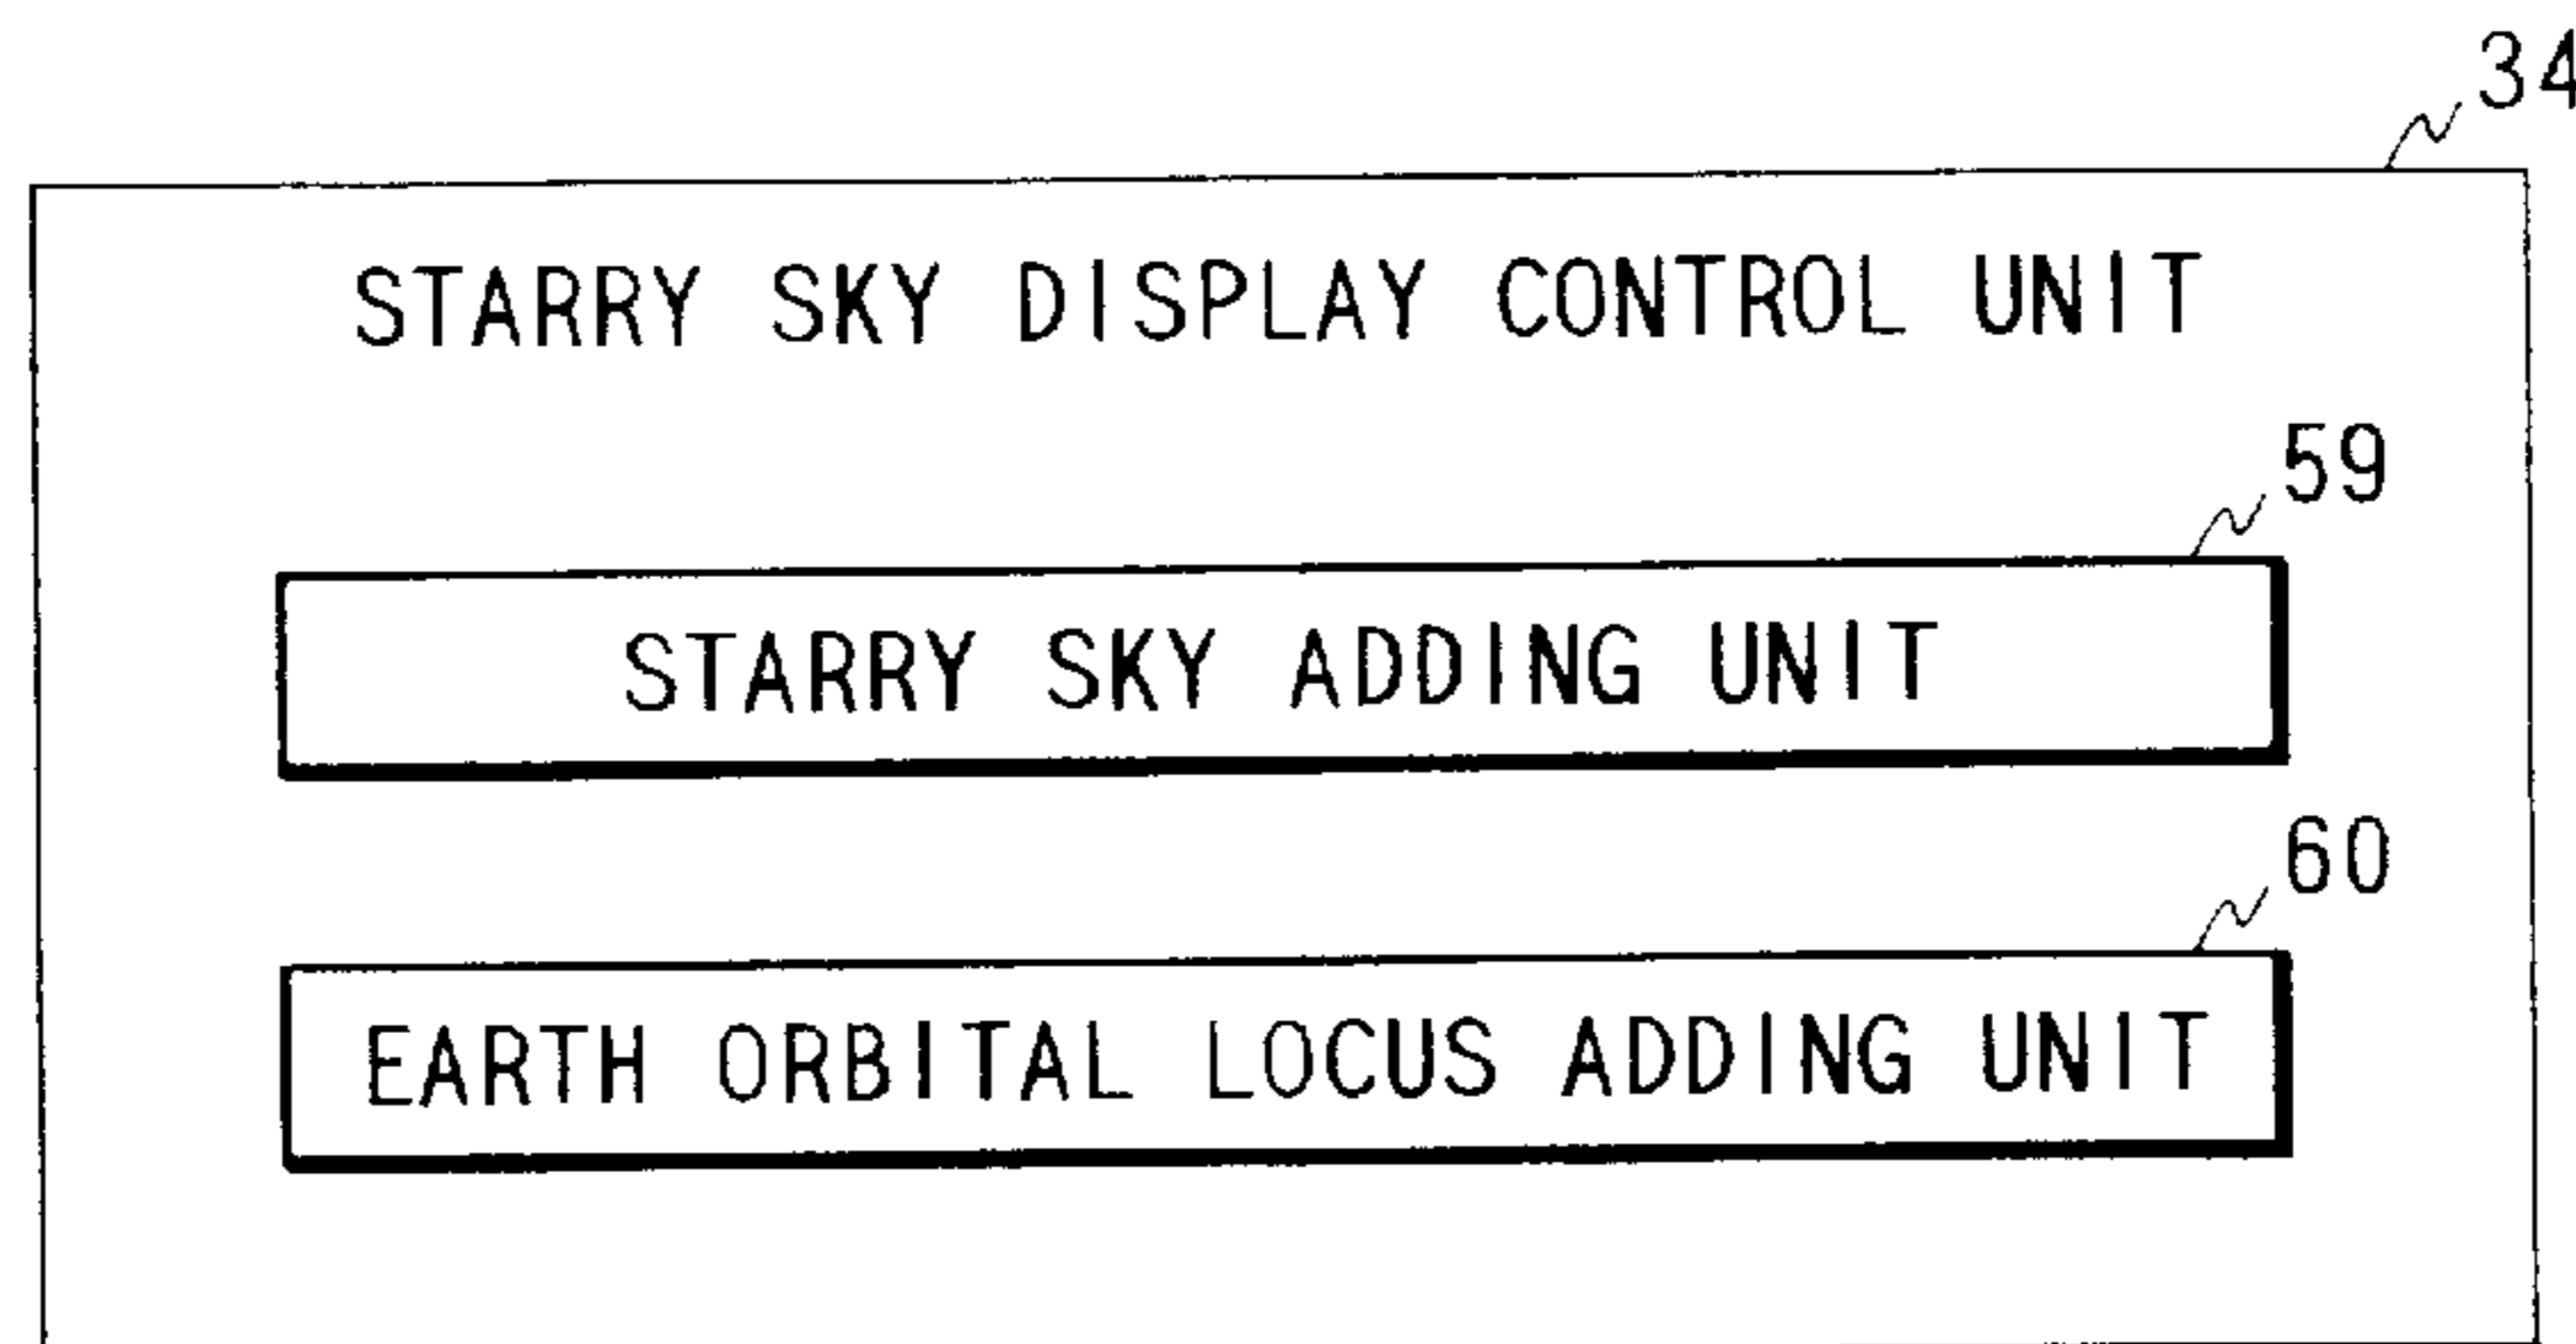 34
STARRY SKY DISPLAY CONTROL UNIT
59
STARRY SKY ADDING UNIT
60
EARTH ORBITAL LOCUS ADDING UNIT